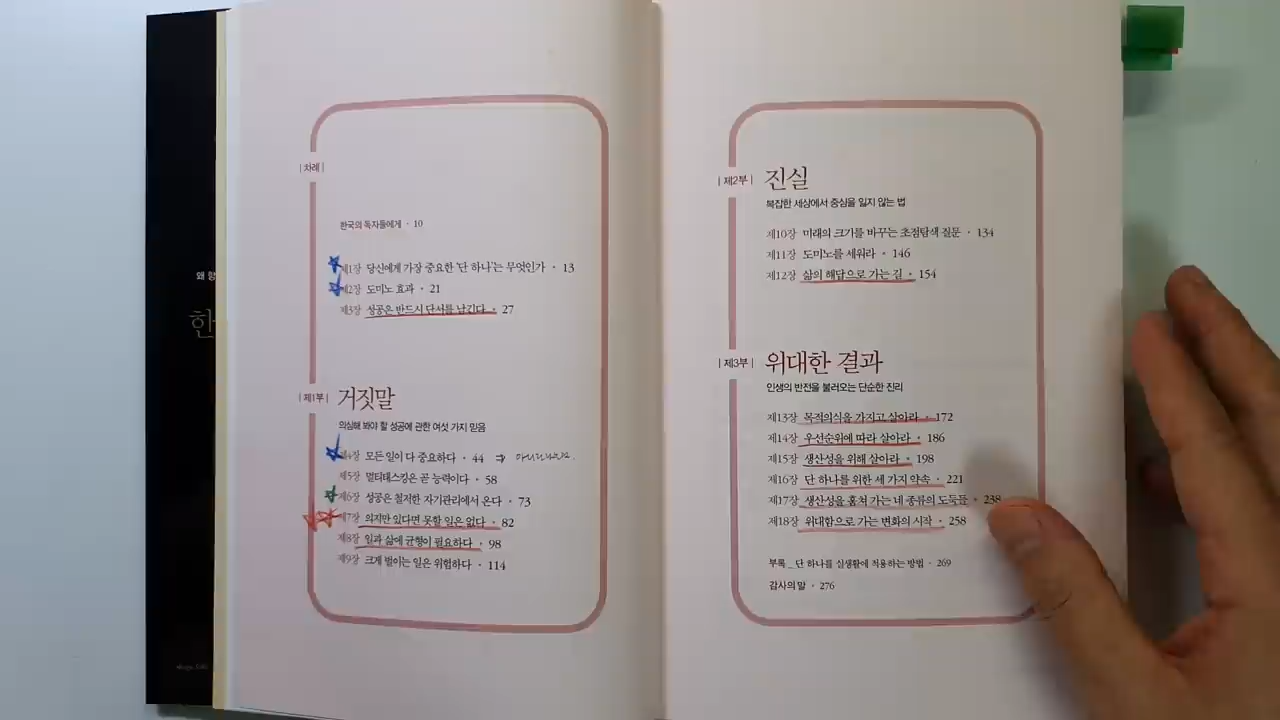 왜
한
|차례|
한국의 독자들에게 · 10
제1장 당신에게 가장 중요한 '단 하나'는 무엇인가 · 13
제2장 도미노 효과 · 21
제3장 성공은 반드시 단서를 남긴다 · 27
|제1부| 거짓말
의심해 봐야 할 성공에 관한 여섯 가지 믿음
제4장 모든 일이 다 중요하다 · 44 ⇒
제5장 멀티태스킹은 곧 능력이다 · 58
제6장 성공은 철저한 자기관리에서 온다 · 73
제7장 의지만 있다면 못할 일은 없다 · 82
제8장 일과 삶에 균형이 필요하다 · 98
제9장 크게 벌이는 일은 위험하다 · 114
|제2부| 진실
복잡한 세상에서 중심을 잃지 않는 법
제10장 미래의 크기를 바꾸는 초점탐색 질문 · 134
제11장 도미노를 세워라 · 146
제12장 삶의 해답으로 가는 길 · 154
|제3부| 위대한 결과
인생의 반전을 불러오는 단순한 진리
제13장 목적의식을 가지고 살아라 · 172
제14장 우선순위에 따라 살아라 · 186
제15장 생산성을 위해 살아라 · 198
제16장 단 하나를 위한 세 가지 약속 · 221
제17장 생산성을 훔쳐 가는 네 종류의 도둑들 · 238
제18장 위대함으로 가는 변화의 시작 · 258
부록_단 하나를 실생활에 적용하는 방법 · 269
감사의 말 · 276